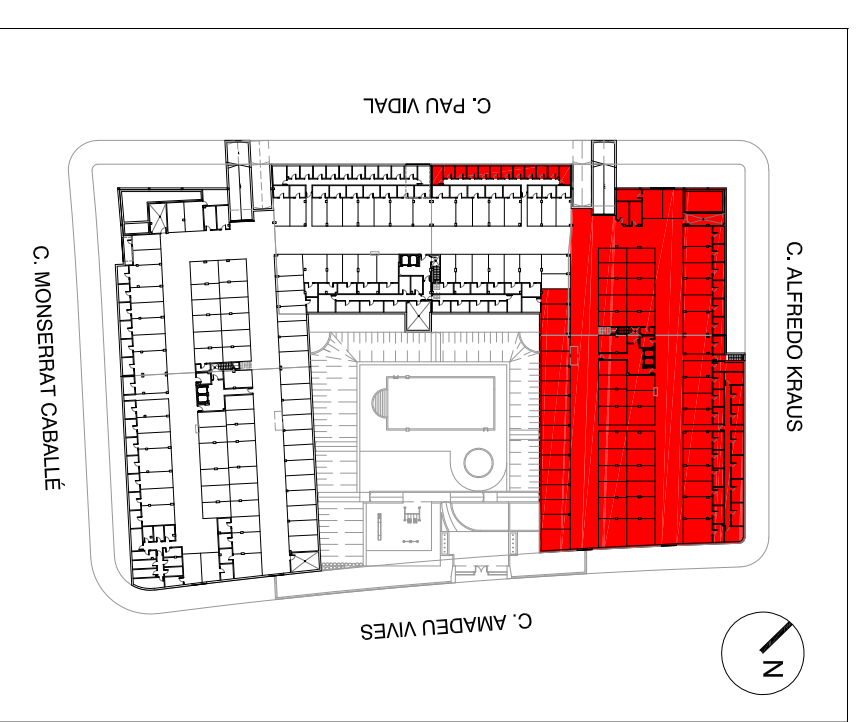 C. PAU VIDAL
C. MONSERRAT CABALLÉ
C. ALFREDO KRAUS
C. AMADEU VIVES
N